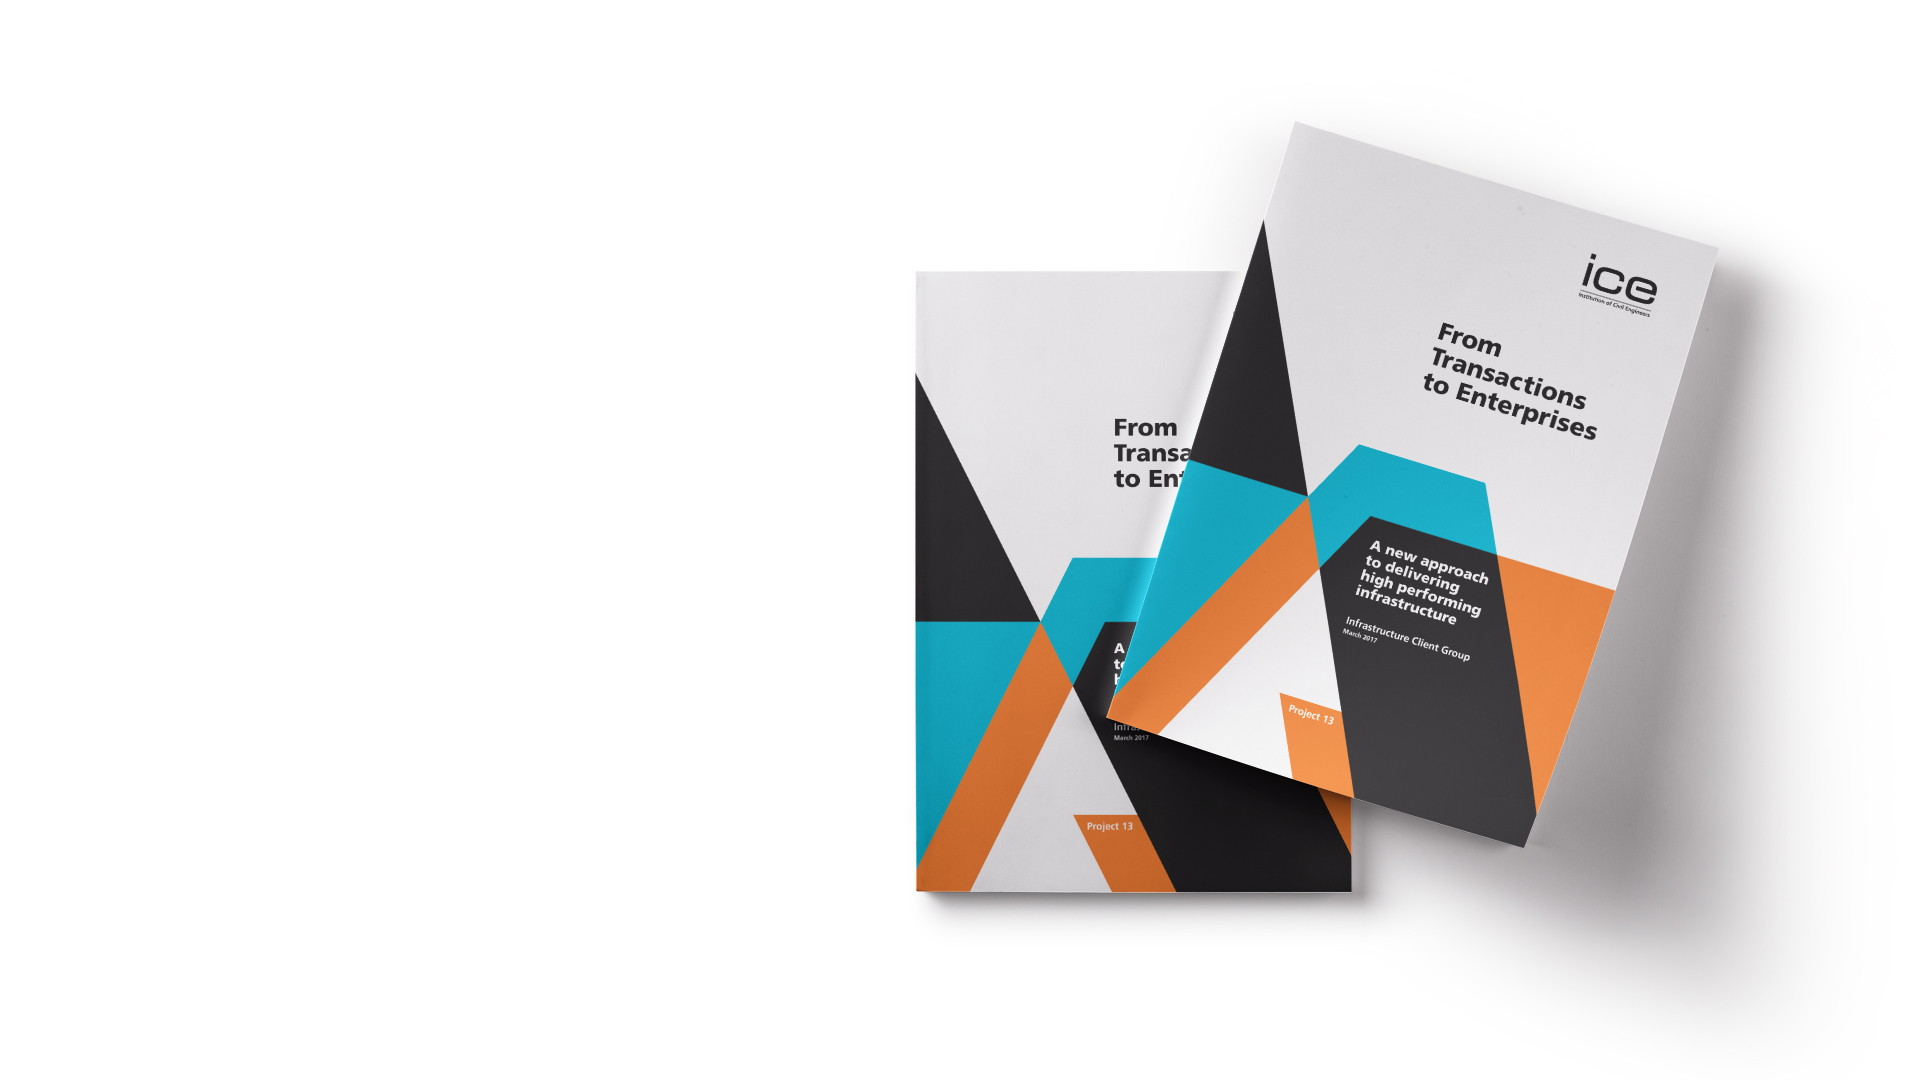 From
Transa
to Ent
A
March 2017
Project 13
ice
Institution of Civil Engineers
From
Transactions
to Enterprises
A new approach
to delivering
high performing
infrastructure
Infrastructure Client Group
March 2017
Project 13